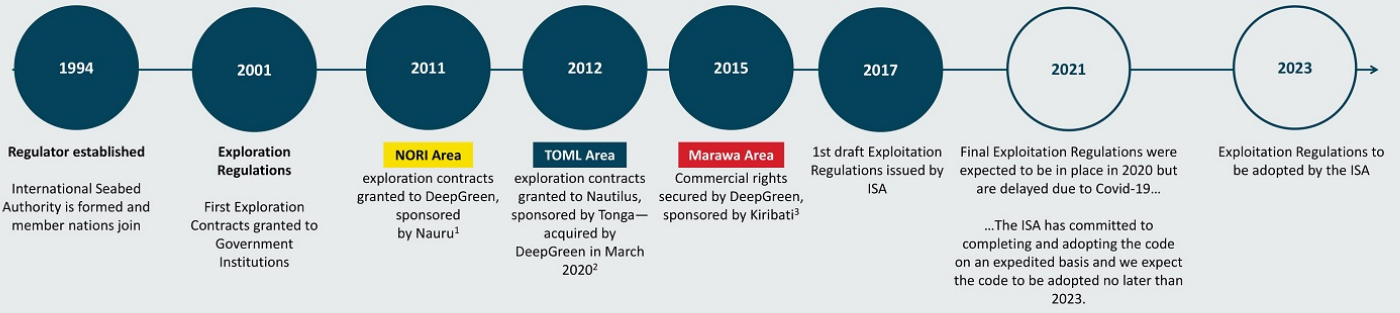 1994
2001
2011
2012
2015
2017
2021
2023
Regulator established
International Seabed
Authority is formed and
member nations join
Exploration
Regulations
First Exploration
Contracts granted to
Government
Institutions
NORI Area
exploration contracts
granted to DeepGreen,
sponsored
by Nauru¹
TOML Area
exploration contracts
granted to Nautilus,
sponsored by Tonga—
acquired by
DeepGreen in March
2020²
Marawa Area
Commercial rights
secured by DeepGreen,
sponsored by Kiribati³
1st draft Exploitation
Regulations issued by
ISA
Final Exploitation Regulations were
expected to be in place in 2020 but
are delayed due to Covid-19…
…The ISA has committed to
completing and adopting the code
on an expedited basis and we expect
the code to be adopted no later than
2023.
Exploitation Regulations to
be adopted by the ISA